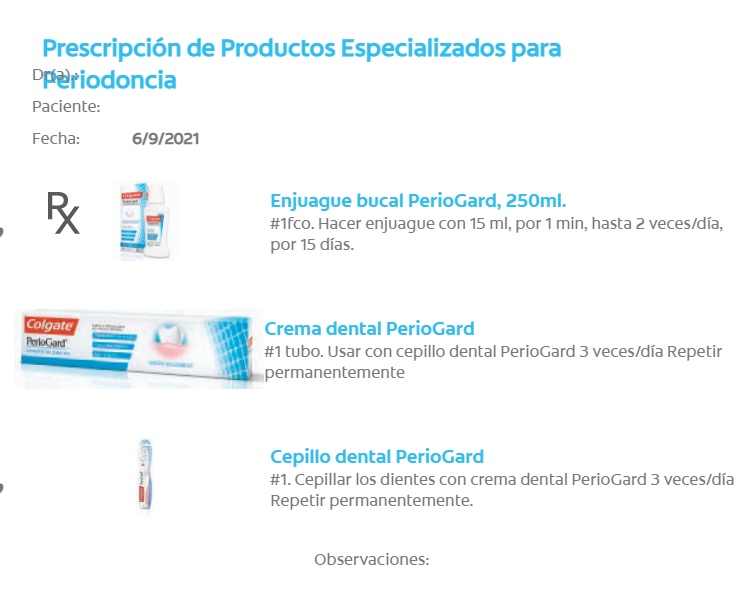 Prescripción de Productos Especializados para
Periodoncia
Dr(a).:
Paciente:
Fecha: 6/9/2021
Rx
Colgate
PerioGard
Enjuague bucal PerioGard, 250ml.
#1fco. Hacer enjuague con 15 ml, por 1 min, hasta 2 veces/día,
por 15 días.
Colgate
PerioGard
Crema dental PerioGard
#1 tubo. Usar con cepillo dental PerioGard 3 veces/día Repetir
permanentemente
Colgate
Cepillo dental PerioGard
#1. Cepillar los dientes con crema dental PerioGard 3 veces/día
Repetir permanentemente.
Observaciones: